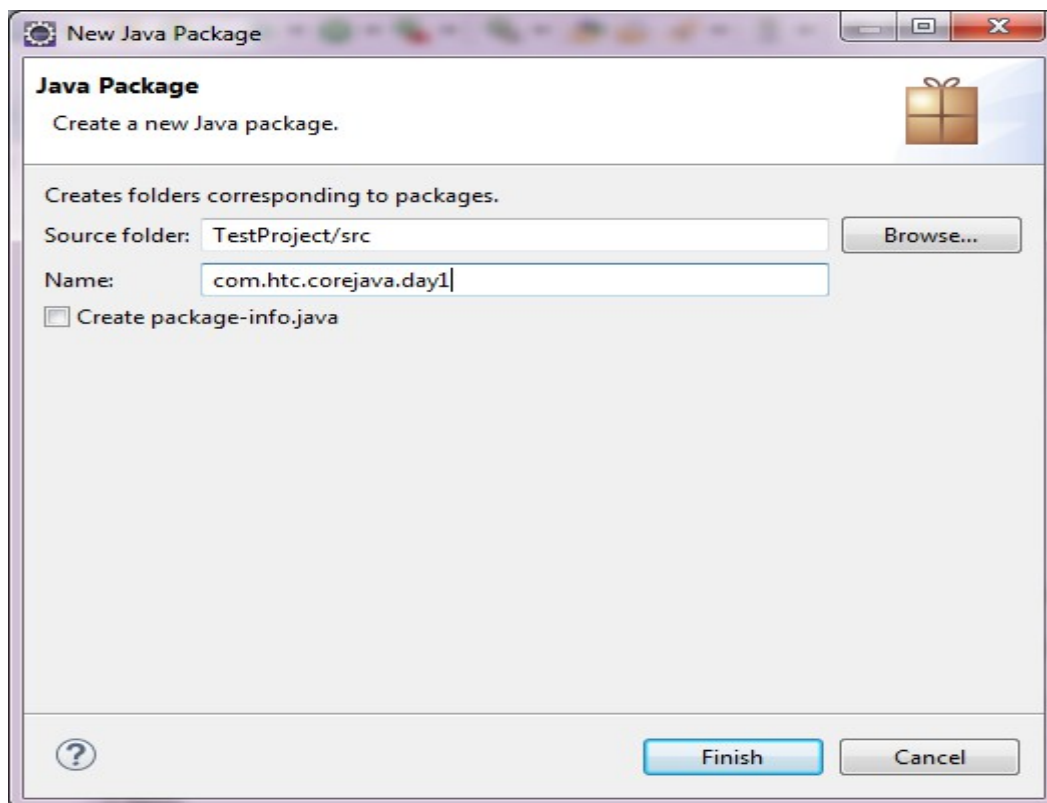 New Java Package
Java Package
Create a new Java package.
Creates folders corresponding to packages.
Source folder: TestProject/src Browse...
Name: com.htc.corejava.day1
Create package-info.java
? Finish Cancel